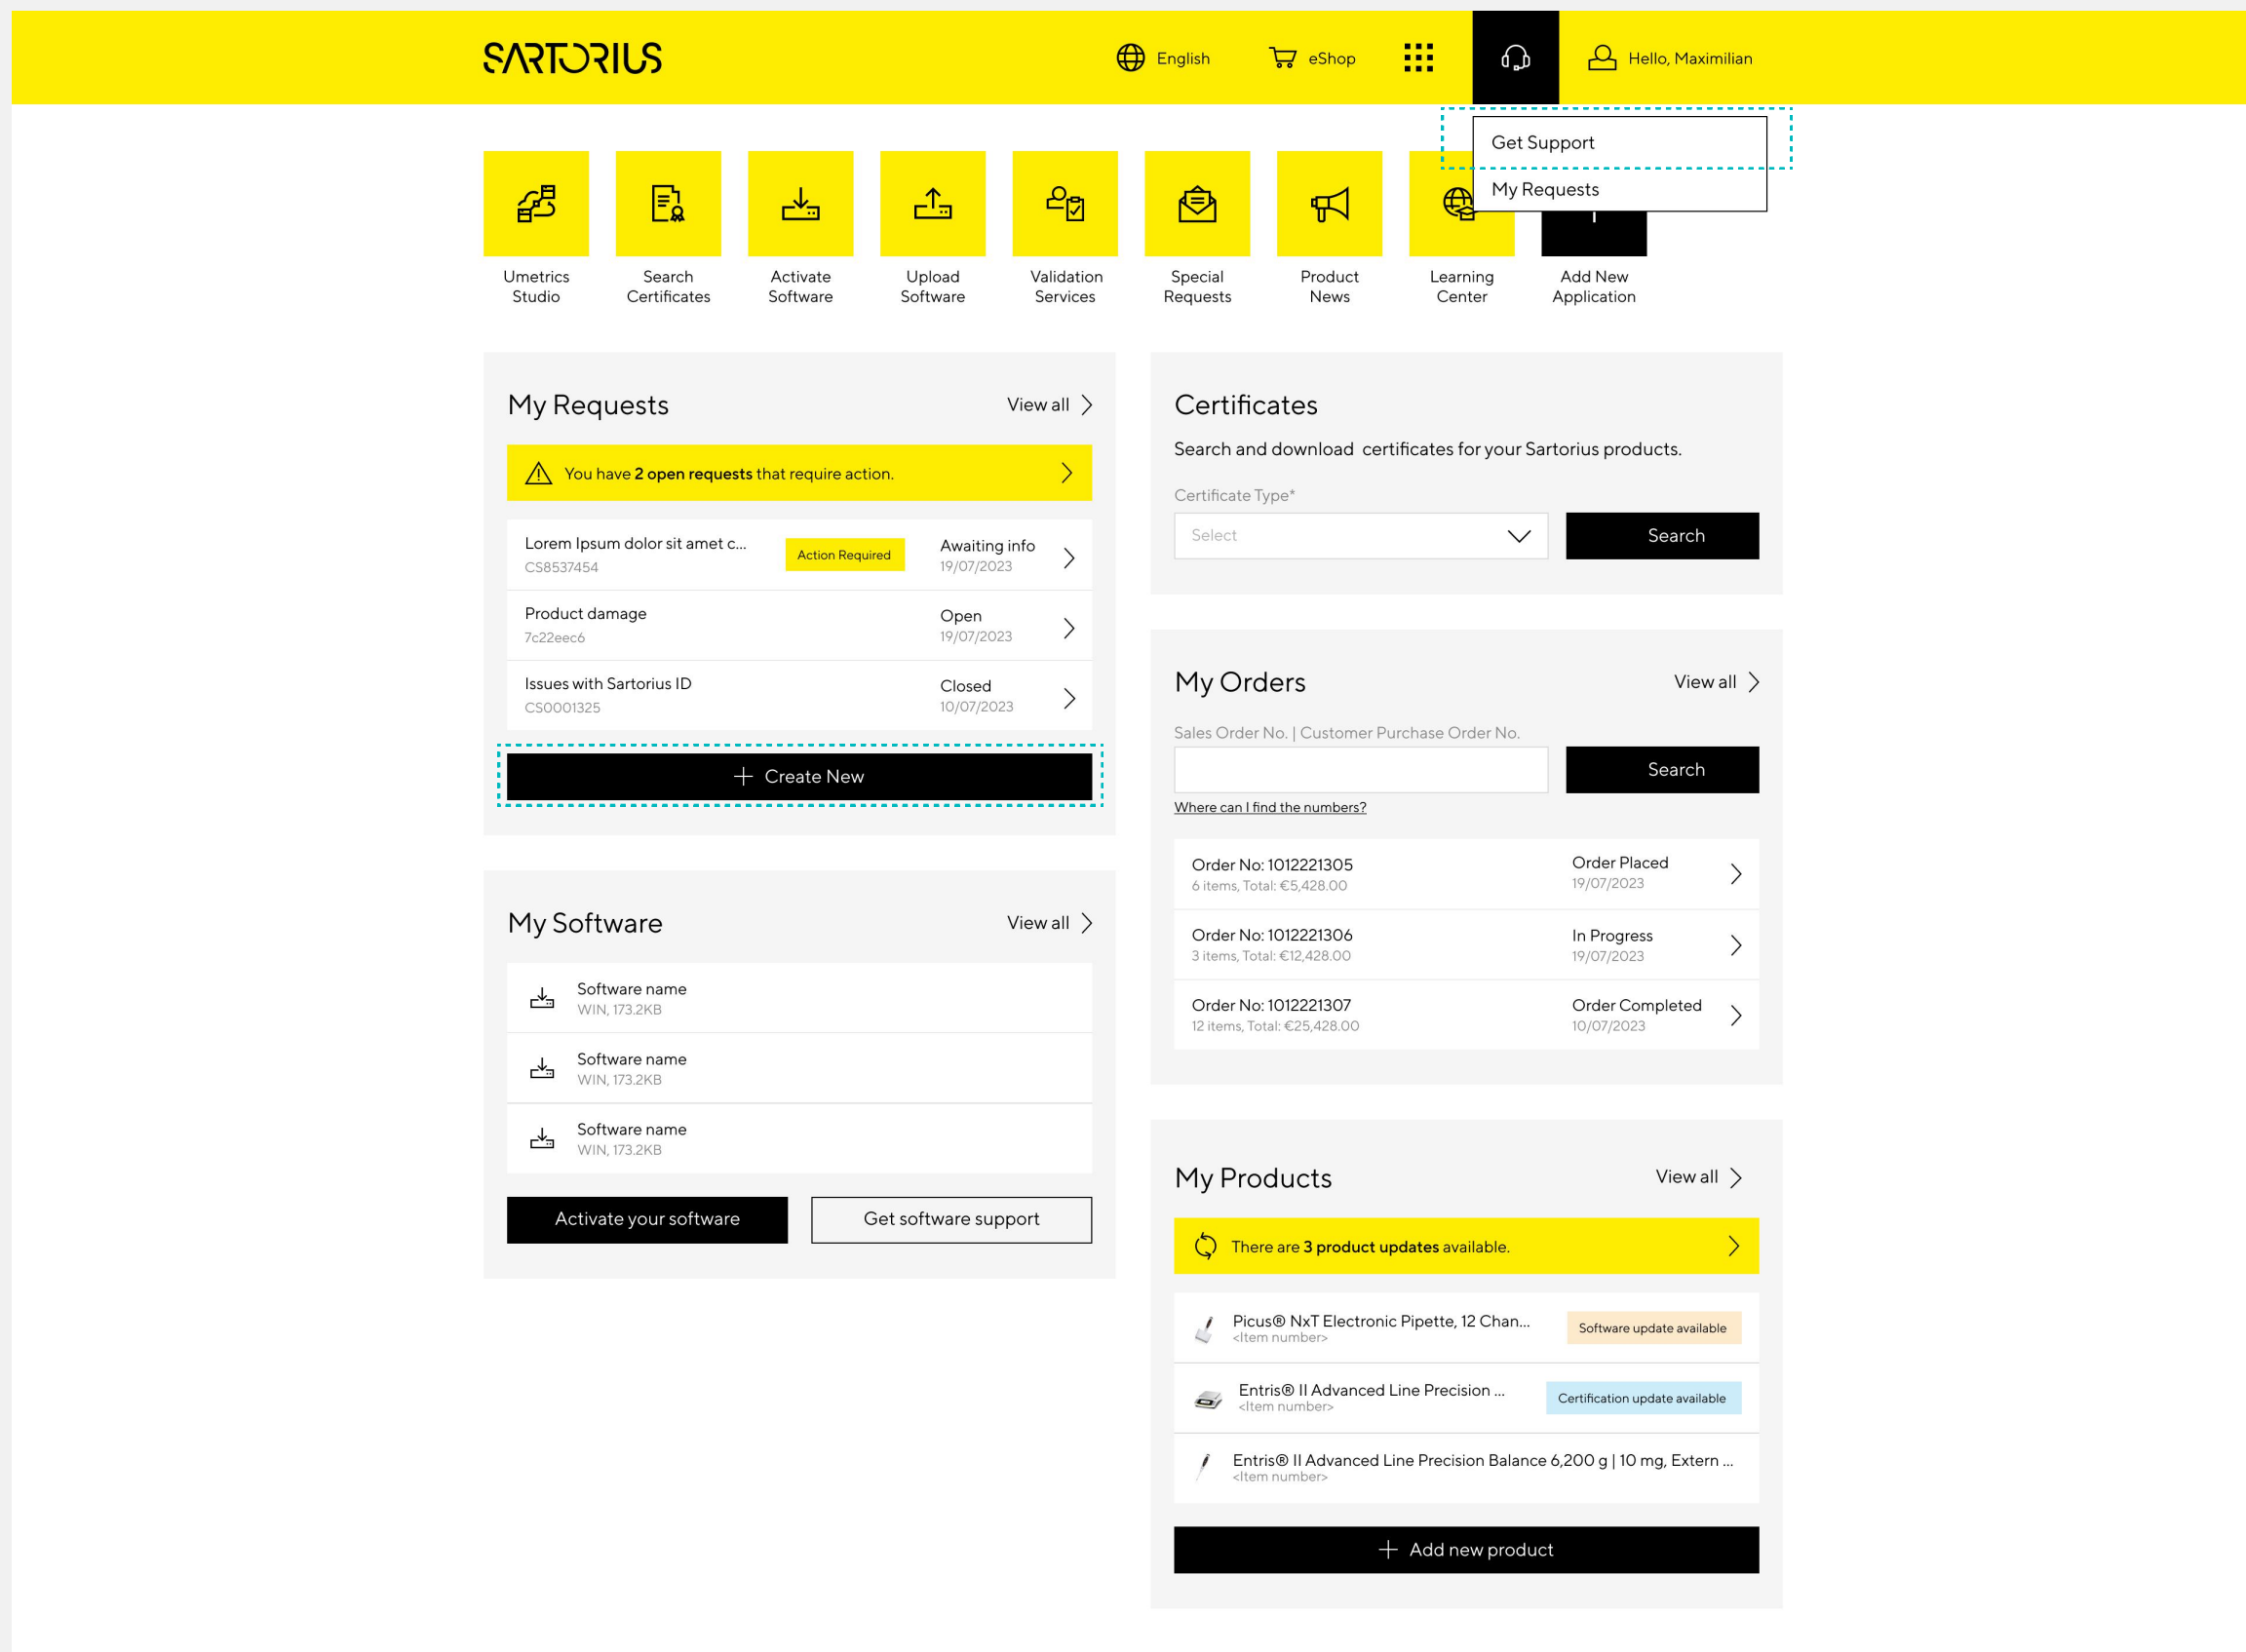 SARTORIUS
English
eShop
Hello, Maximilian
Get Support
My Requests
Umetrics
Studio
Search
Certificates
Activate
Software
Upload
Software
Validation
Services
Special
Requests
Product
News
Learning
Center
Add New
Application
My Requests
View all
You have 2 open requests that require action.
Lorem Ipsum dolor sit amet c...
CS8537454
Action Required
Awaiting info
19/07/2023
Product damage
7c22eec6
Open
19/07/2023
Issues with Sartorius ID
CS0001325
Closed
10/07/2023
Create New
My Software
View all
Software name
WIN, 173.2KB
Software name
WIN, 173.2KB
Software name
WIN, 173.2KB
Activate your software
Get software support
Certificates
Search and download certificates for your Sartorius products.
Certificate Type*
Select
Search
My Orders
View all
Sales Order No. | Customer Purchase Order No.
Search
Where can I find the numbers?
Order No: 1012221305
6 items, Total: €5,428.00
Order Placed
19/07/2023
Order No: 1012221306
3 items, Total: €12,428.00
In Progress
19/07/2023
Order No: 1012221307
12 items, Total: €25,428.00
Order Completed
10/07/2023
My Products
View all
There are 3 product updates available.
Picus® NxT Electronic Pipette, 12 Chan...
<Item number>
Software update available
Entris® II Advanced Line Precision ...
<Item number>
Certification update available
Entris® II Advanced Line Precision Balance 6,200 g | 10 mg, Extern ...
<Item number>
Add new product